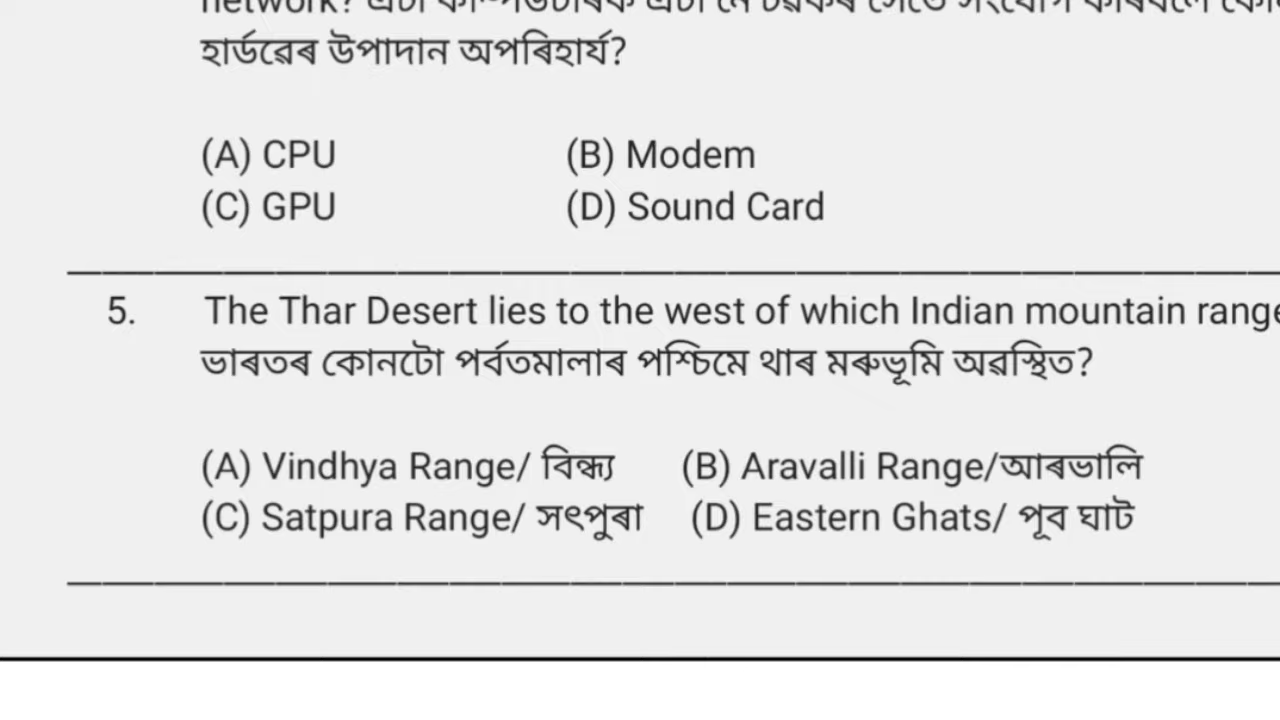 হাৰ্ডৱেৰ উপাদান অপৰিহাৰ্য?
(A) CPU (B) Modem
(C) GPU (D) Sound Card
5. The Thar Desert lies to the west of which Indian mountain range
ভাৰতৰ কোনটো পৰ্বতমালাৰ পশ্চিমে থাৰ মৰুভূমি অৱস্থিত?
(A) Vindhya Range/ বিন্ধ্য (B) Aravalli Range/আৰভালি
(C) Satpura Range/ সৎপুৰা (D) Eastern Ghats/ পূব ঘাট